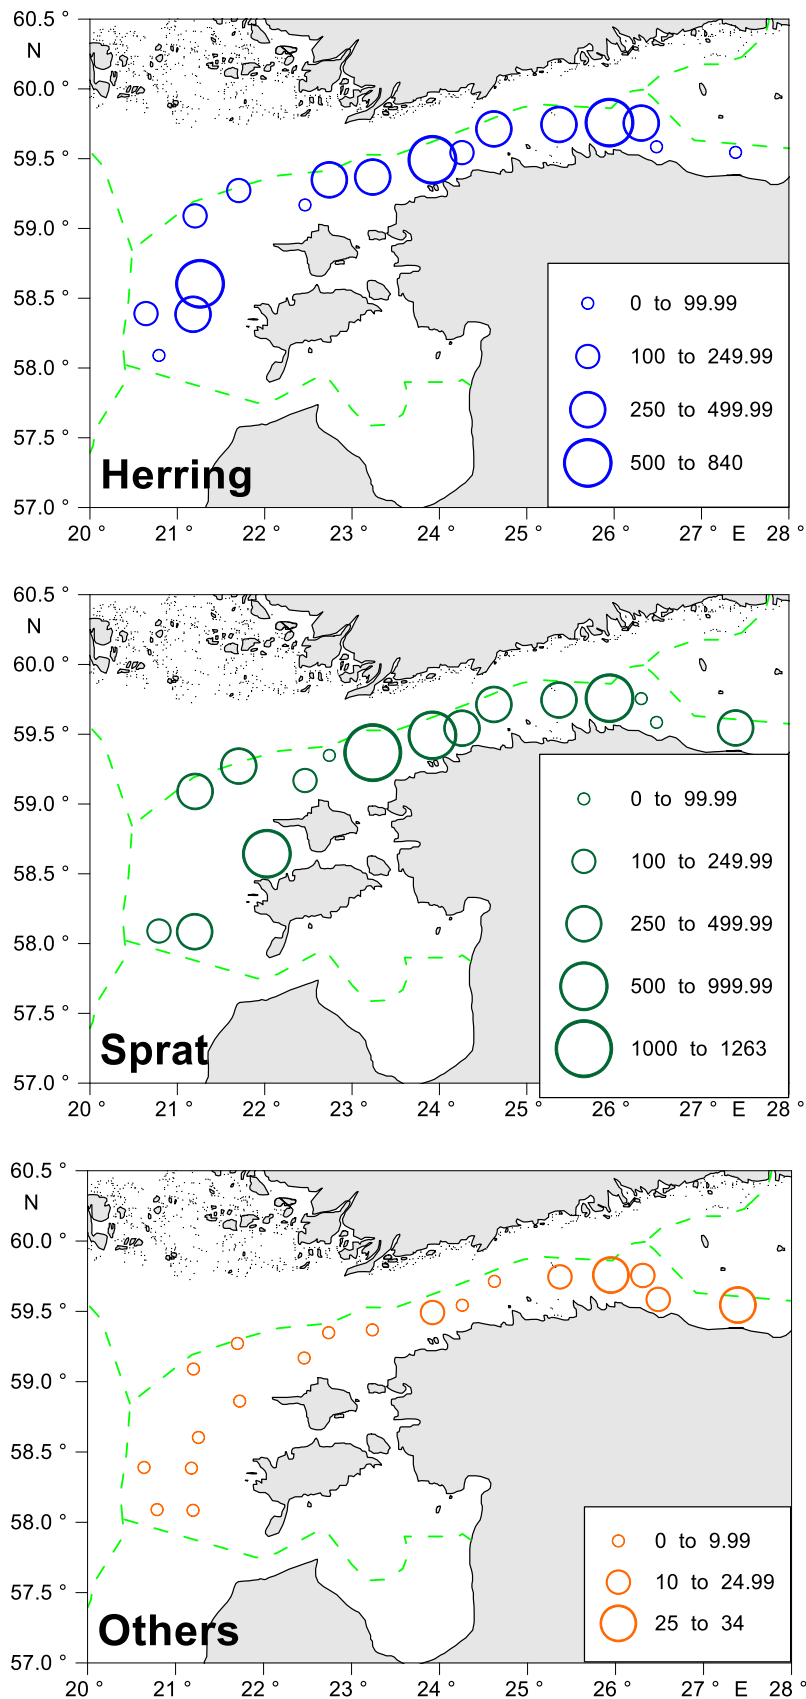 60.5 °
N
60.0 °
59.5 °
59.0 °
58.5 °
0 to 99.99
58.0 °
100 to 249.99
57.5 °
250 to 499.99
Herring
500 to 840
57.0 °
20 ° 21 ° 22 ° 23 ° 24 ° 25 ° 26 ° 27 ° E 28 °
60.5 °
N
60.0 °
59.5 °
59.0 °
0 to 99.99
58.5 °
100 to 249.99
58.0 °
250 to 499.99
57.5 °
500 to 999.99
Sprat
1000 to 1263
57.0 °
20 ° 21 ° 22 ° 23 ° 24 ° 25 ° 26 ° 27 ° E 28 °
60.5 °
N
60.0 °
59.5 °
59.0 °
58.5 °
58.0 °
0 to 9.99
57.5 °
10 to 24.99
Others
25 to 34
57.0 °
20 ° 21 ° 22 ° 23 ° 24 ° 25 ° 26 ° 27 ° E 28 °